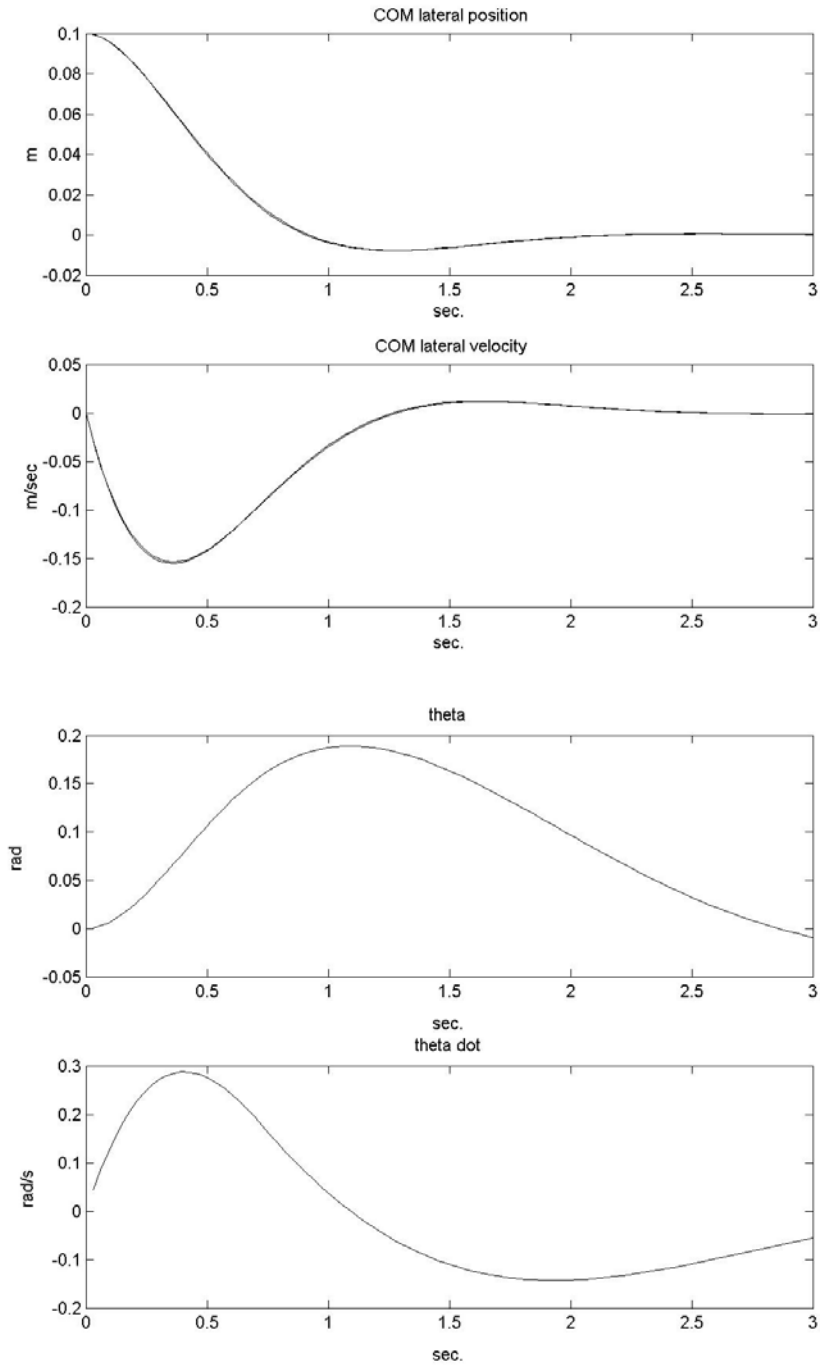 COM lateral position
0.1
0.08
0.06
0.04
0.02
0
-0.02
m
0 0.5 1 1.5 2 2.5 3
sec.
COM lateral velocity
0.05
0
-0.05
-0.1
-0.15
-0.2
m/sec
0 0.5 1 1.5 2 2.5 3
sec.
theta
0.2
0.15
0.1
0.05
0
-0.05
rad
0 0.5 1 1.5 2 2.5 3
sec.
theta dot
0.3
0.2
0.1
0
-0.1
-0.2
rad/s
0 0.5 1 1.5 2 2.5 3
sec.